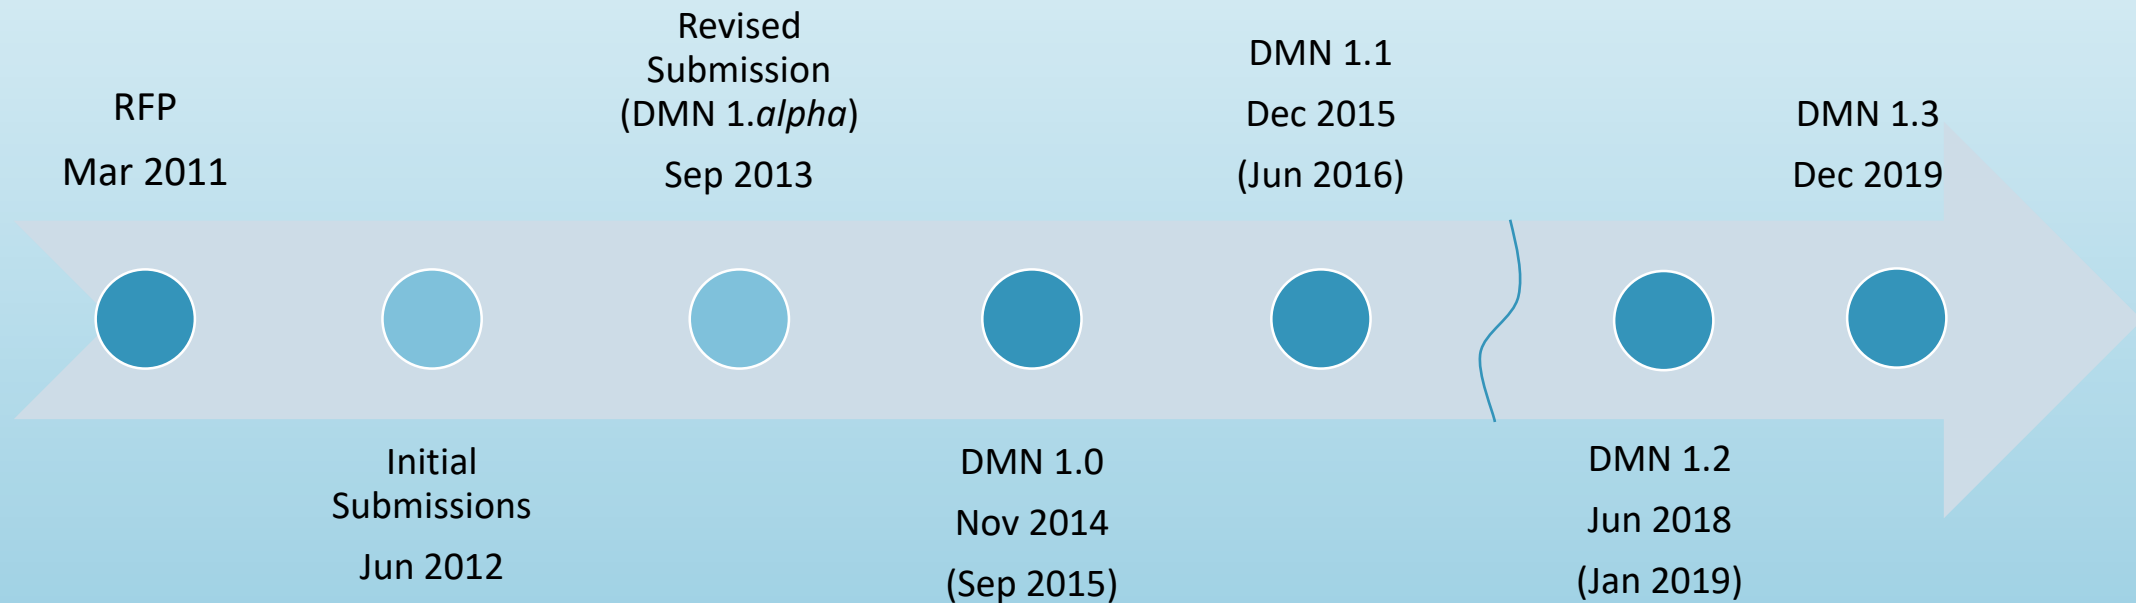 RFP
Mar 2011
Initial
Submissions
Jun 2012
Revised
Submission
(DMN 1.alpha)
Sep 2013
DMN 1.0
Nov 2014
(Sep 2015)
DMN 1.1
Dec 2015
(Jun 2016)
DMN 1.2
Jun 2018
(Jan 2019)
DMN 1.3
Dec 2019